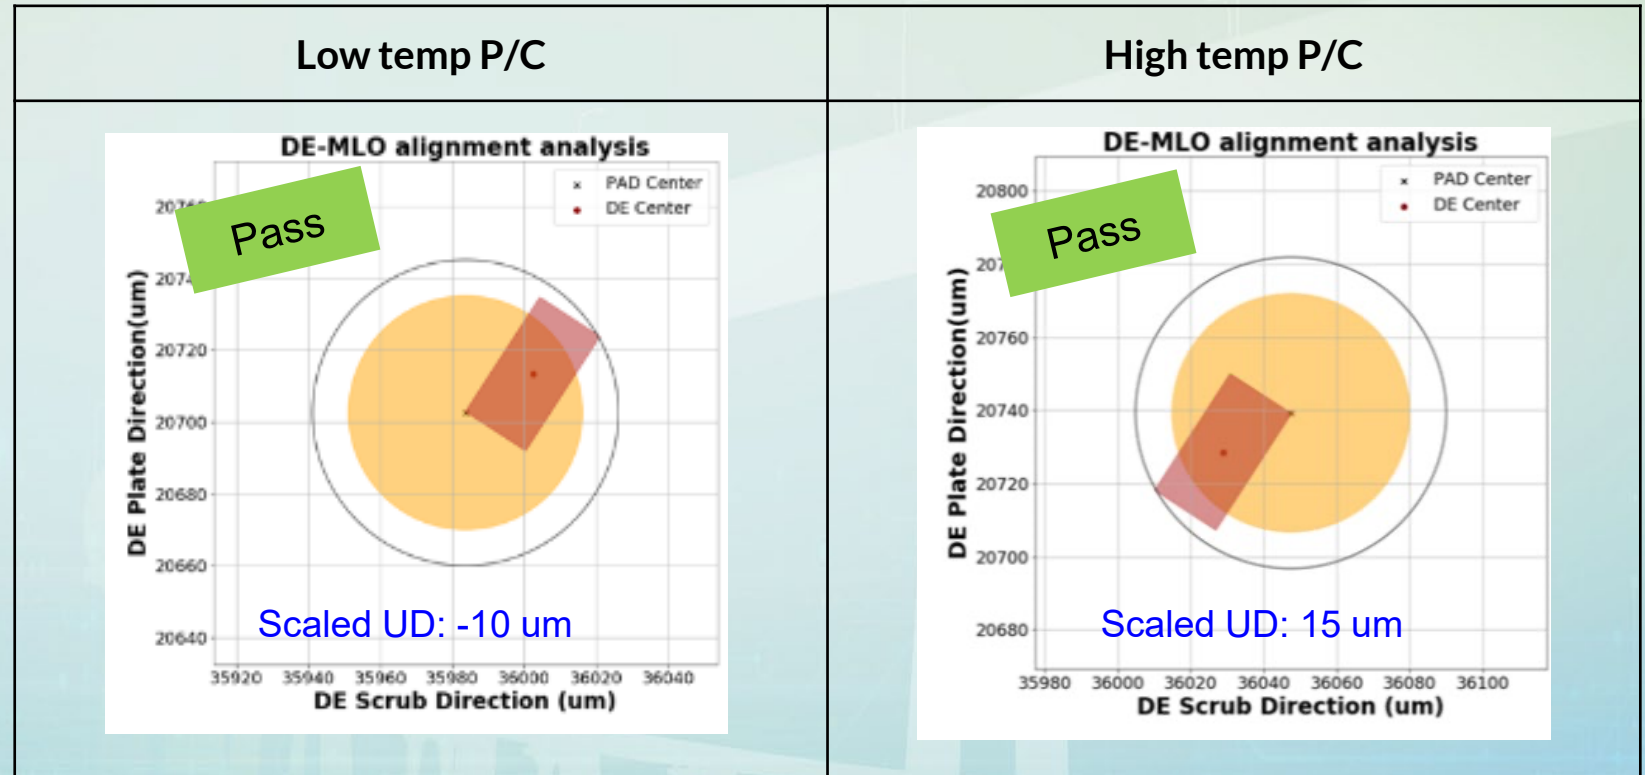 Low temp P/C
High temp P/C
DE-MLO alignment analysis
PAD Center
DE Center
Pass
DE Plate Direction(um)
20720
20700
20680
20660
20640
Scaled UD: -10 um
35920 35940 35960 35980 36000 36020 36040
DE Scrub Direction (um)
DE-MLO alignment analysis
PAD Center
DE Center
Pass
DE Plate Direction(um)
20800
20760
20740
20720
20700
20680
Scaled UD: 15 um
35980 36000 36020 36040 36060 36080 36100
DE Scrub Direction (um)